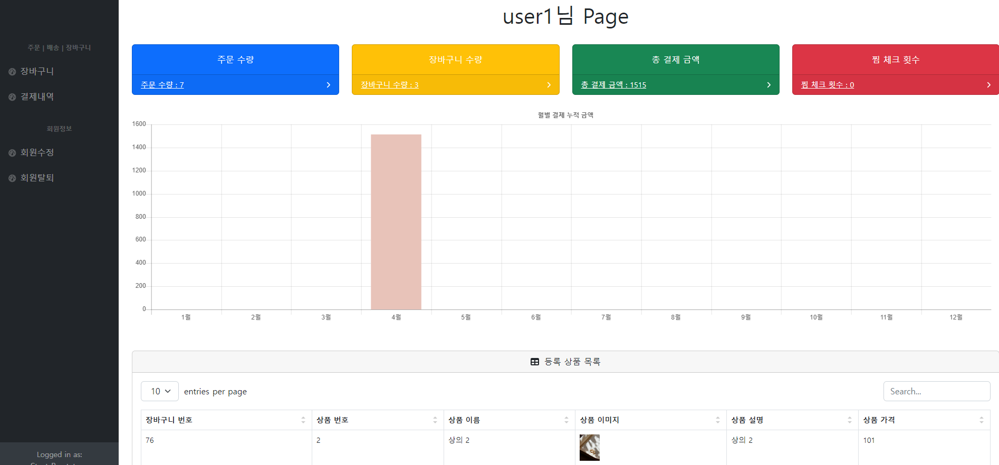 user1님 Page
주문 | 배송 | 장바구니
장바구니
결제내역
회원정보
회원수정
회원탈퇴
Logged in as:
주문 수량
주문 수량 : 7
장바구니 수량
장바구니 수량 : 3
총 결제 금액
총 결제 금액 : 1515
찜 체크 횟수
찜 체크 횟수 : 0
월별 결제 누적 금액
1600
1400
1200
1000
800
600
400
200
0
1월 2월 3월 4월 5월 6월 7월 8월 9월 10월 11월 12월
등록 상품 목록
10 entries per page
Search...
장바구니 번호 상품 번호 상품 이름 상품 이미지 상품 설명 상품 가격
76 2 상의 2 상의 2 101